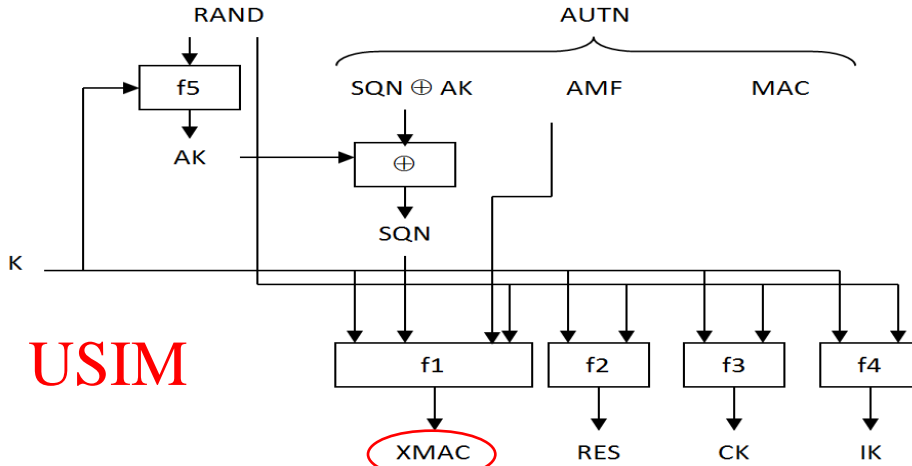 RAND AUTN
f5 SQN ⊕ AK AMF MAC
AK ⊕
SQN
K
USIM
f1 f2 f3 f4
XMAC RES CK IK